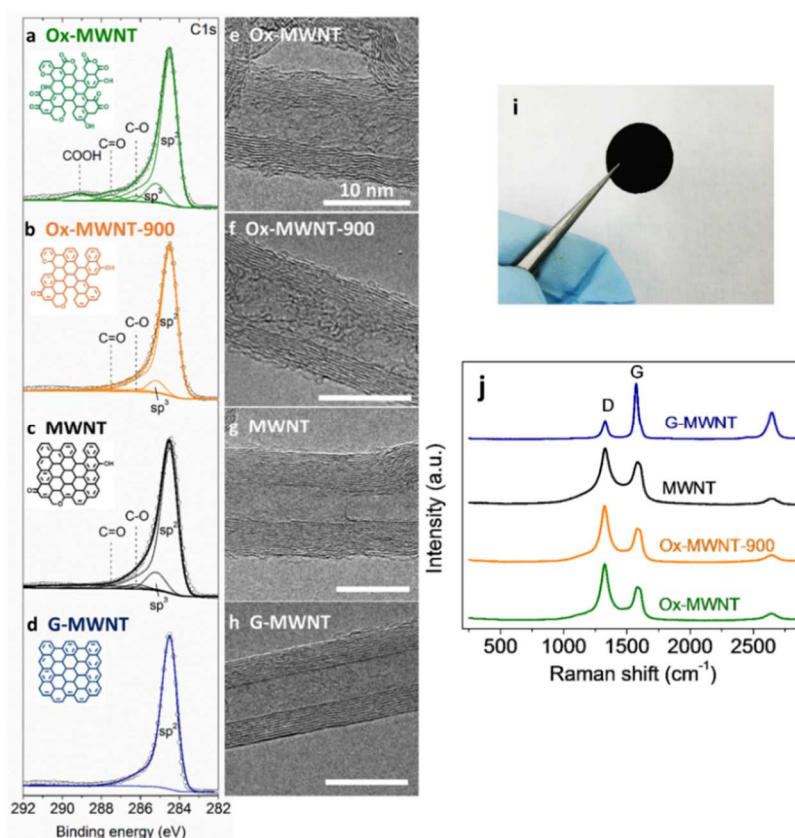 C1s
a Ox-MWNT
COOH
C=O
C-O
sp³
sp³
b Ox-MWNT-900
C=O
C-O
sp²
sp³
c MWNT
OH
C=O
C-O
sp²
sp³
d G-MWNT
sp²
292 290 288 286 284 282
Binding energy (eV)
e Ox-MWNT
10 nm
f Ox-MWNT-900
g MWNT
h G-MWNT
i
j
G
D
G-MWNT
MWNT
Ox-MWNT-900
Ox-MWNT
Intensity (a.u.)
500 1000 1500 2000 2500
Raman shift (cm⁻¹)